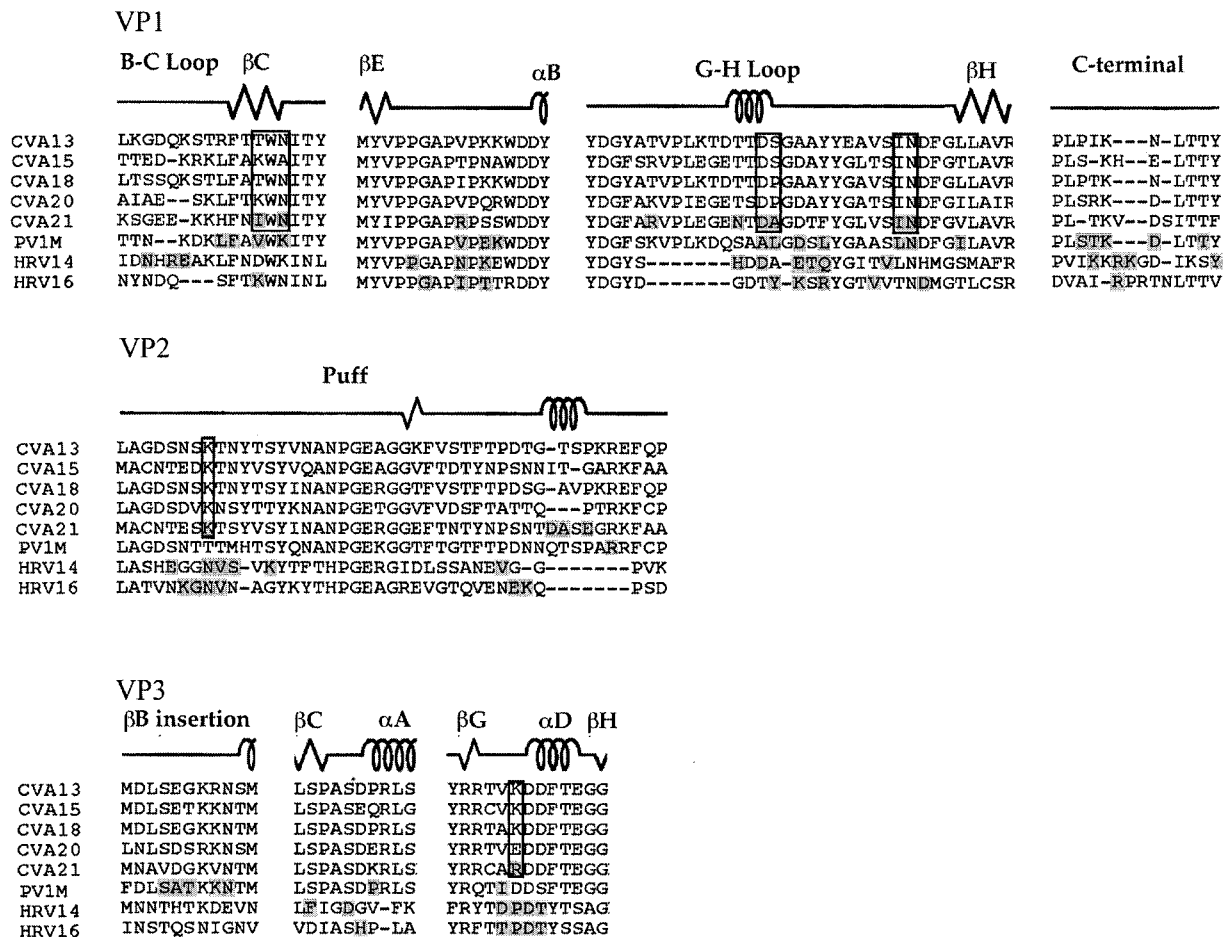 VP1
B-C Loop βC βE αB G-H Loop βH C-terminal
CVA13 LKGDQKSTRFTTWNITY MYVPPGAPVPKKWDDY YDGYATVPLKTDTTDSGAAYYEAVSINDFGLLAVR PLPIK---N-LTTY
CVA15 TTED-KRKLFAKWAITY MYVPPGAPTPNAWDDY YDGFSRVPLEGETTDPGDAYYGLTSINDFGVLAVR PLS-KH--E-LTTY
CVA18 LTSSQKSTLFATWNITY MYVPPGAPIPKKWDDY YDGYATVPLKTDTTDPGAAYYGAVSINDFGLLAVR PLPTK---N-LTTY
CVA20 AIAE--SKLFTKWNITY MYVPPGAPVPQRWDDY YDGFAKVPIEGETSDPGDAYYGATSINDFGILAIR PLSRK---D-LTTY
CVA21 KSGEE-KKHFNIWNITY MYIPPGAPRPSSWDDY YDGFARVPLEGENTDAGDTFYGLVSINDFGVLAVR PL-TKV--DSITTF
PV1M TTN--KDKLFAVWKITY MYVPPGAPVPEKWDDY YDGFSKVPLKDQSAALGDSLYGAASLNDFGILAVR PLSTK---D-LTTY
HRV14 IDNHREAKLFNDWKINL MYVPPGAPNPKEWDDY YDGYS-------HDDA-ETQYGITVLNHMGSMAFR PVIKKRKGD-IKSY
HRV16 NYNDQ---SFTKWNINL MYVPPGAPIPTTRDDY YDGYD-------GDTY-KSRYGTVVTNDMGTLCSR DVAI-RPRTNLTTV
VP2
Puff
CVA13 LAGDSNSKTNYTSYVNANPGEAGGKFVSTFTPDTG-TSPKREFQP
CVA15 MACNTEDKTNYVSYVQANPGEAGGVFTDTYNPSNNIT-GARKFAA
CVA18 LAGDSNSKTNYTSYINANPGERGGTFVSTFTPDSG-AVPKREFQP
CVA20 LAGDSDVKNSYTTYKNANPGETGGVFVDSFTATTQ---PTRKFCP
CVA21 MACNTESKTSYVSYINANPGERGGEFTNTYNPSNTDASEGRKFAA
PV1M LAGDSNTTTMHTSYQNANPGEKGGTFTGTFTPDNNQTSPARRFCP
HRV14 LASHEGGNVS-VKYTFTHPGERGIDLSSANEVG-G-------PVK
HRV16 LATVNKGNVN-AGYKYTHPGEAGREVGTQVENEKQ-------PSD
VP3
βB insertion βC αA βG αD βH
CVA13 MDLSEGKRNSM LSPASDPRLS YRRTVKDDFTEGG
CVA15 MDLSETKKNTM LSPASEQRLG YRRCVKDDFTEGG
CVA18 MDLSEGKKNTM LSPASDPRLS YRRTAKDDFTEGG
CVA20 LNLSDSRKNSM LSPASDERLS YRRTVEDDFTEGG
CVA21 MNAVDGKVNTM LSPASDKRLS YRRCARDDFTEGG
PV1M FDLSATKKNTM LSPASDPRLS YRQTIDDSFTEGG
HRV14 MNNTHTKDEVN LFIGDGV-FK FRYTDPDTYTSAG
HRV16 INSTQSNIGNV VDIASHP-LA YRFTTPDTYSSAG